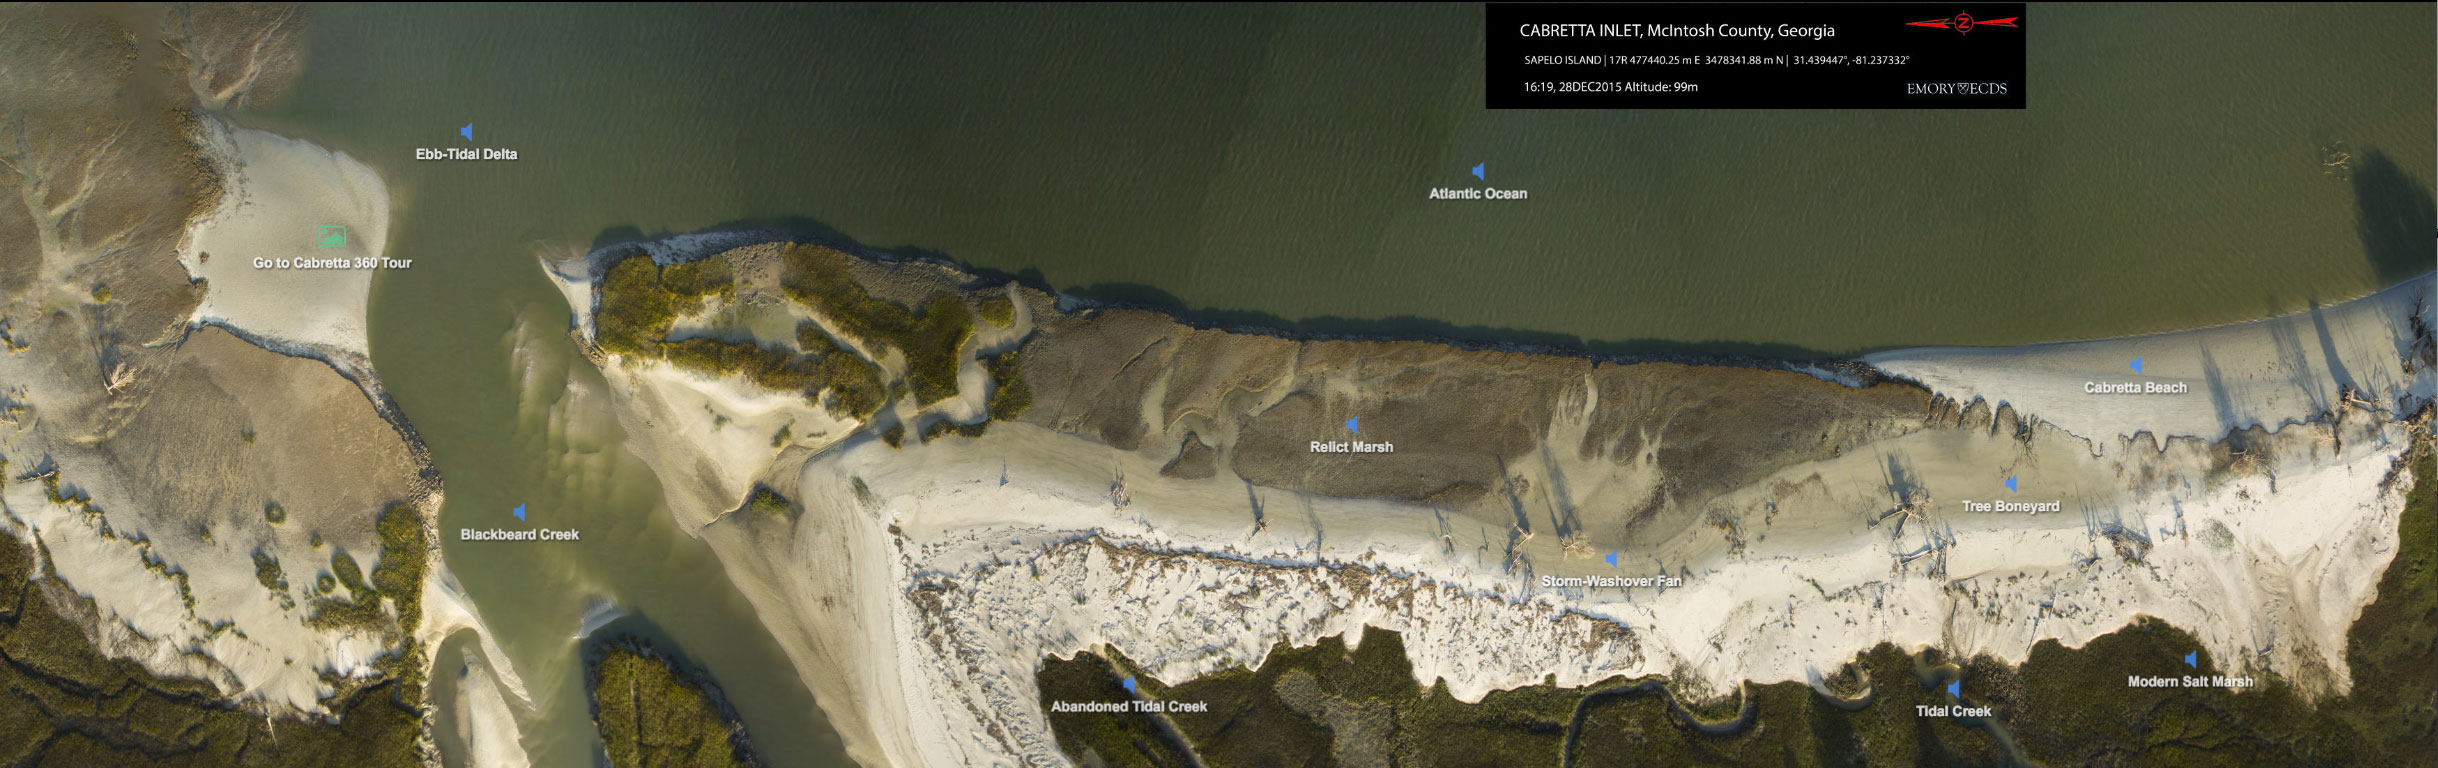 CABRETTA INLET, McIntosh County, Georgia
Z
SAPELO ISLAND | 17R 477440.25 m E 3478341.88 m N | 31.439447°, -81.237332°
16:19, 28DEC2015 Altitude: 99m
EMORY ECDS
Ebb-Tidal Delta
Atlantic Ocean
Go to Cabretta 360 Tour
Cabretta Beach
Relict Marsh
Tree Boneyard
Blackbeard Creek
Storm-Washover Fan
Modern Salt Marsh
Abandoned Tidal Creek
Tidal Creek